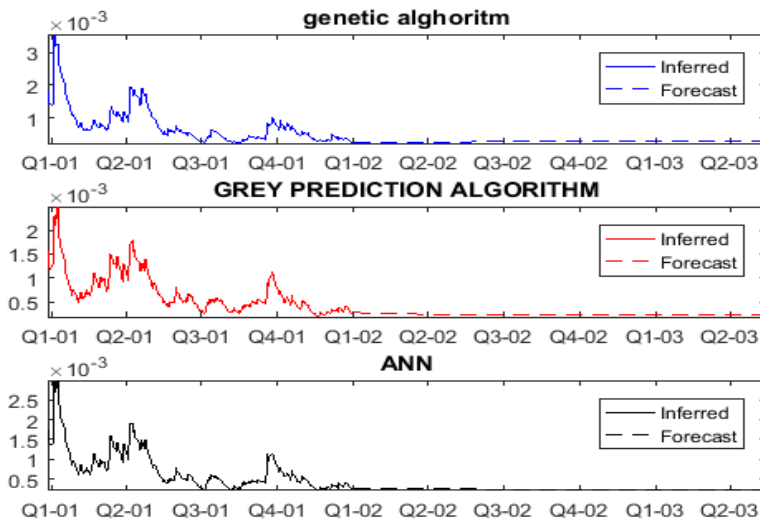 × 10⁻³
genetic alghoritm
3
2
1
Inferred
Forecast
Q1-01 Q2-01 Q3-01 Q4-01 Q1-02 Q2-02 Q3-02 Q4-02 Q1-03 Q2-03
× 10⁻³
GREY PREDICTION ALGORITHM
2
1.5
1
0.5
Inferred
Forecast
Q1-01 Q2-01 Q3-01 Q4-01 Q1-02 Q2-02 Q3-02 Q4-02 Q1-03 Q2-03
× 10⁻³
ANN
2.5
2
1.5
1
0.5
Inferred
Forecast
Q1-01 Q2-01 Q3-01 Q4-01 Q1-02 Q2-02 Q3-02 Q4-02 Q1-03 Q2-03